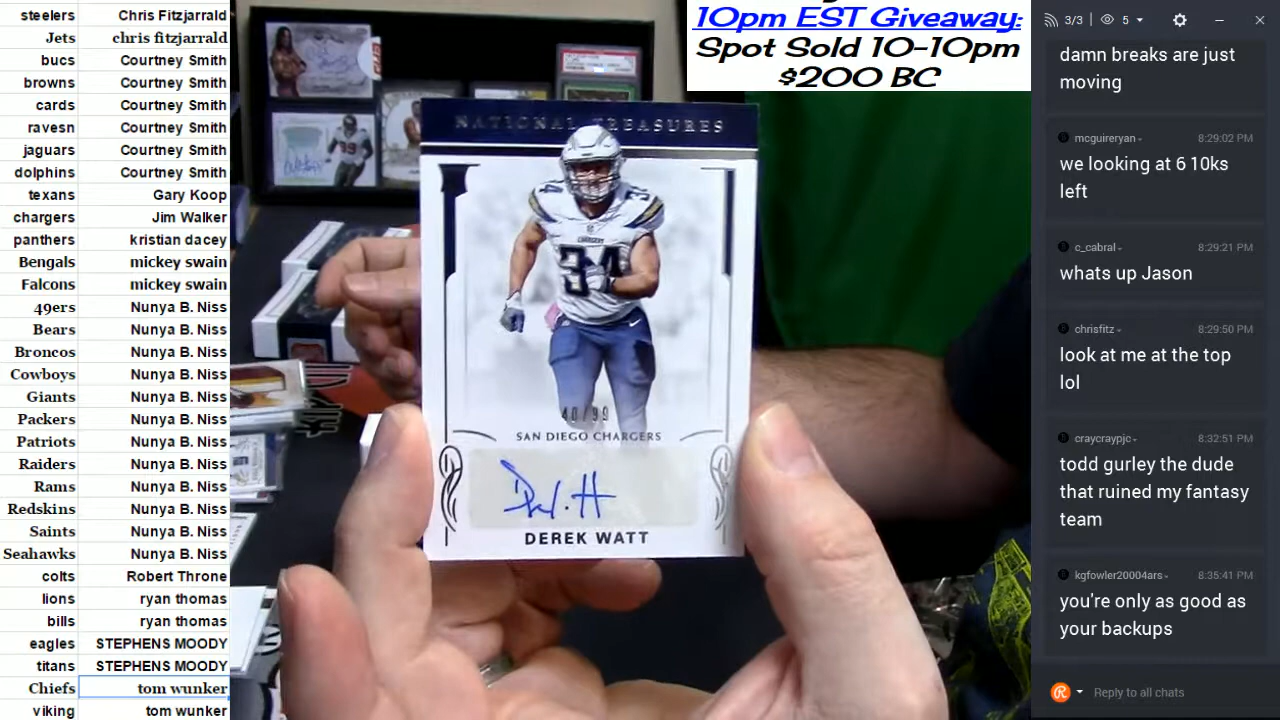 steelers Chris Fitzjarrald
Jets chris fitzjarrald
bucs Courtney Smith
browns Courtney Smith
cards Courtney Smith
ravesn Courtney Smith
jaguars Courtney Smith
dolphins Courtney Smith
texans Gary Koop
chargers Jim Walker
panthers kristian dacey
Bengals mickey swain
Falcons mickey swain
49ers Nunya B. Niss
Bears Nunya B. Niss
Broncos Nunya B. Niss
Cowboys Nunya B. Niss
Giants Nunya B. Niss
Packers Nunya B. Niss
Patriots Nunya B. Niss
Raiders Nunya B. Niss
Rams Nunya B. Niss
Redskins Nunya B. Niss
Saints Nunya B. Niss
Seahawks Nunya B. Niss
colts Robert Throne
lions ryan thomas
bills ryan thomas
eagles STEPHENS MOODY
titans STEPHENS MOODY
Chiefs tom wunker
viking tom wunker
10pm EST Giveaway:
Spot Sold 10-10pm
$200 BC
NATIONAL TREASURES
34
CHARGERS
34
40/99
SAN DIEGO CHARGERS
DEREK WATT
3/3 5
damn breaks are just
moving
mcguireryan 8:29:02 PM
we looking at 6 10ks
left
c_cabral 8:29:21 PM
whats up Jason
chrisfitz 8:29:50 PM
look at me at the top
lol
craycraypjc 8:32:51 PM
todd gurley the dude
that ruined my fantasy
team
kgfowler20004ars 8:35:41 PM
you're only as good as
your backups
Reply to all chats